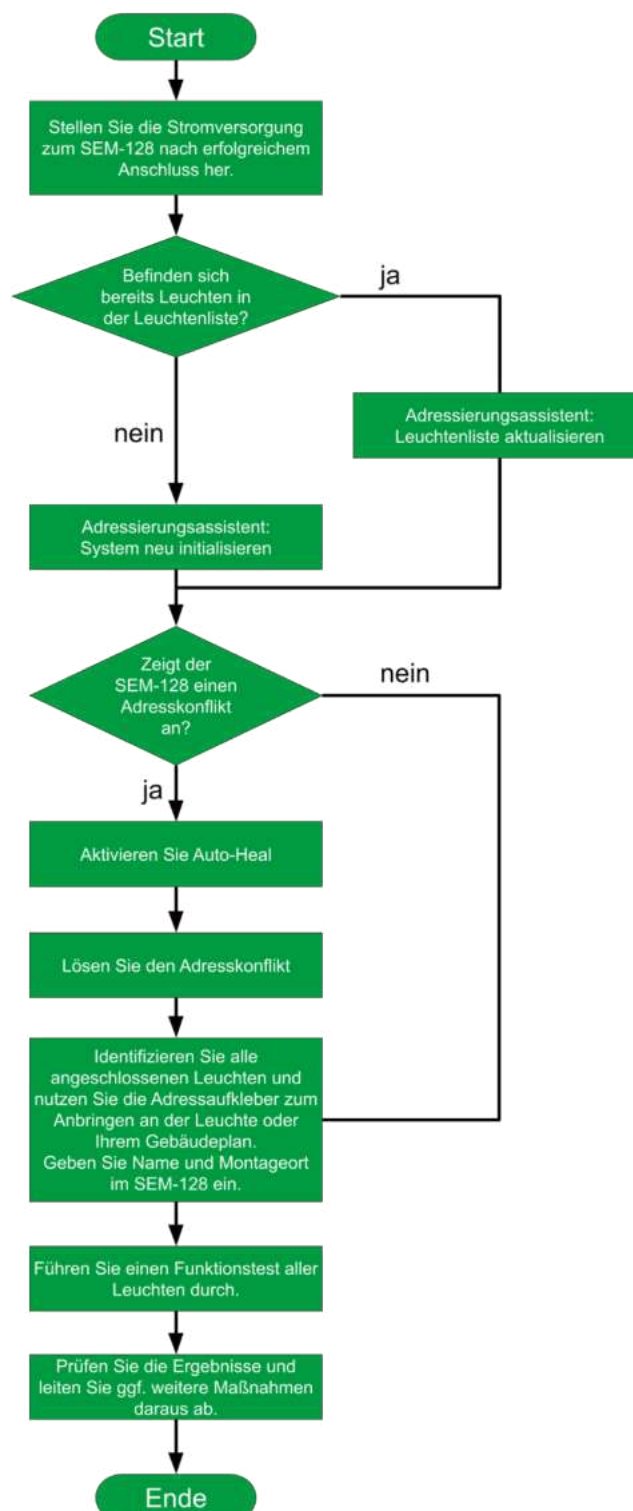 Start
Stellen Sie die Stromversorgung
zum SEM-128 nach erfolgreichem
Anschluss her.
Befinden sich
bereits Leuchten in
der Leuchtenliste?
ja
nein
Adressierungsassistent:
Leuchtenliste aktualisieren
Adressierungsassistent:
System neu initialisieren
Zeigt der
SEM-128 einen
Adresskonflikt
an?
nein
ja
Aktivieren Sie Auto-Heal
Lösen Sie den Adresskonflikt
Identifizieren Sie alle
angeschlossenen Leuchten und
nutzen Sie die Adressaufkleber zum
Anbringen an der Leuchte oder
Ihrem Gebäudeplan.
Geben Sie Name und Montageort
im SEM-128 ein.
Führen Sie einen Funktionstest aller
Leuchten durch.
Prüfen Sie die Ergebnisse und
leiten Sie ggf. weitere Maßnahmen
daraus ab.
Ende